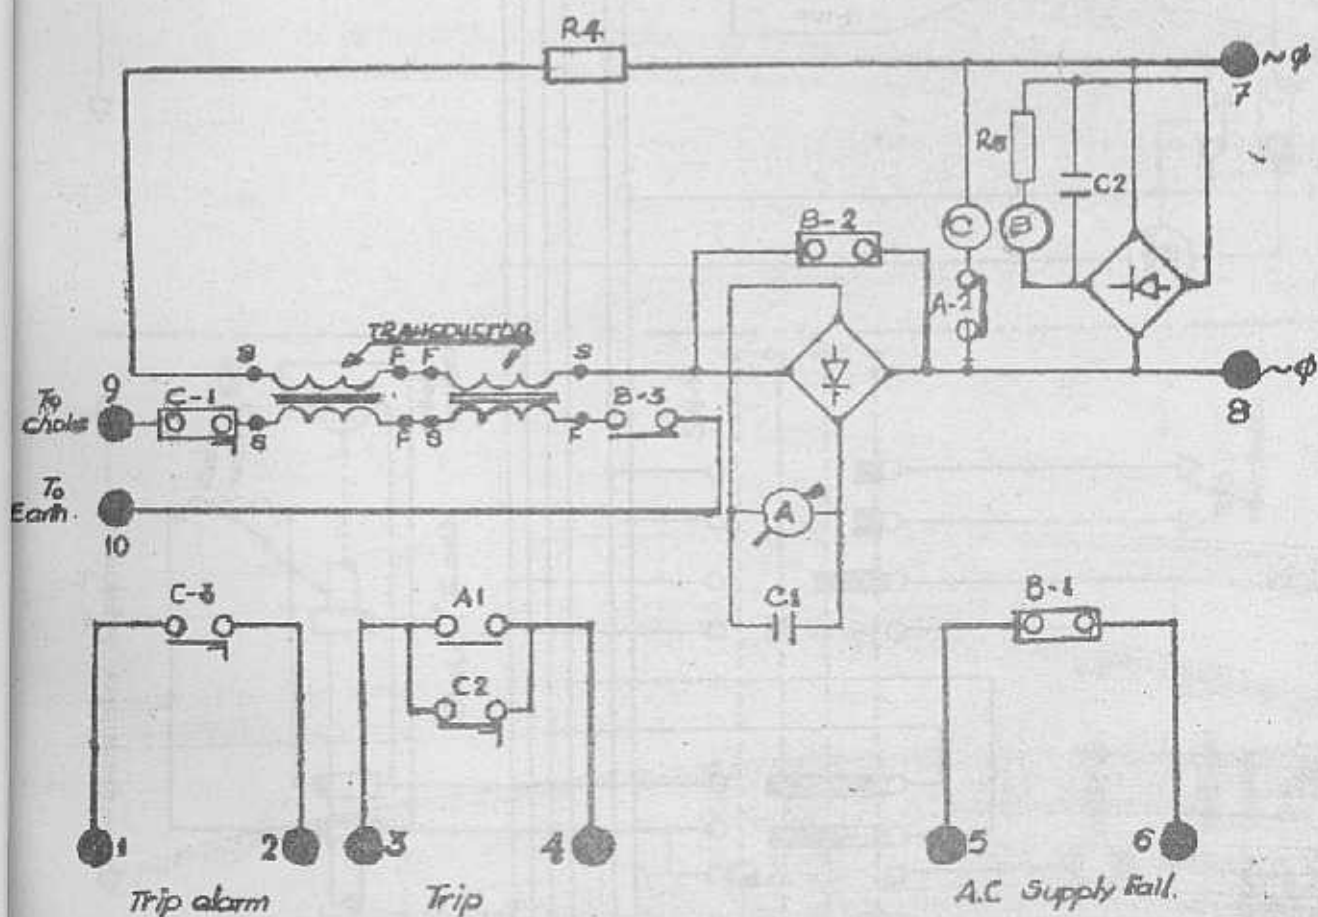 R4
~ø
7
R5
C2
C
B
B-2
A-2
TRANSDUCTOR
S
F
F
S
~ø
8
9
To
Choke
C-1
S
F
S
F
B-3
To
Earth.
10
A
C1
C-3
A1
C2
B-1
1
2
3
4
5
6
Trip alarm
Trip
A.C Supply Fail.